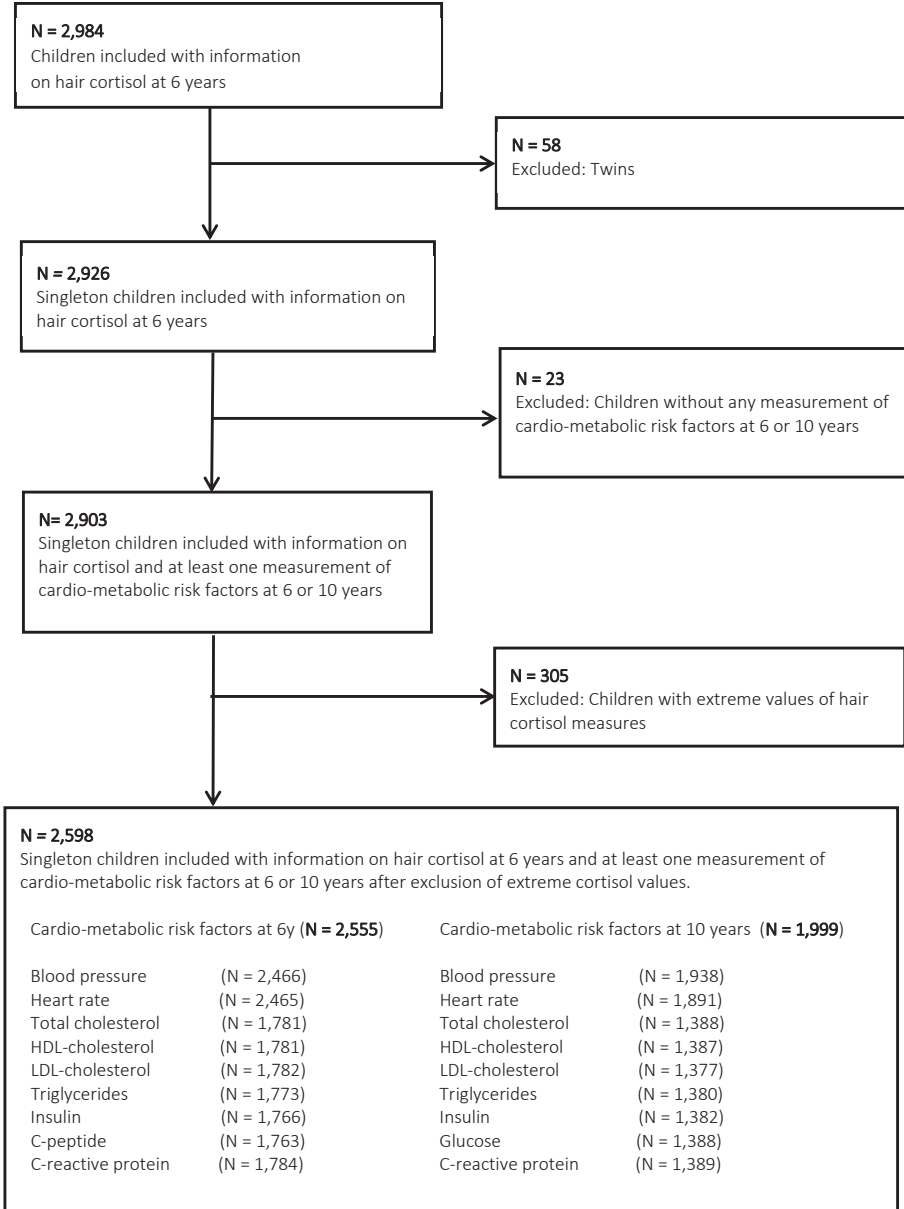 N = 2,984
Children included with information
on hair cortisol at 6 years
N = 58
Excluded: Twins
N = 2,926
Singleton children included with information on
hair cortisol at 6 years
N = 23
Excluded: Children without any measurement of
cardio-metabolic risk factors at 6 or 10 years
N= 2,903
Singleton children included with information on
hair cortisol and at least one measurement of
cardio-metabolic risk factors at 6 or 10 years
N = 305
Excluded: Children with extreme values of hair
cortisol measures
N = 2,598
Singleton children included with information on hair cortisol at 6 years and at least one measurement of
cardio-metabolic risk factors at 6 or 10 years after exclusion of extreme cortisol values.
Cardio-metabolic risk factors at 6y (N = 2,555)
Blood pressure (N = 2,466)
Heart rate (N = 2,465)
Total cholesterol (N = 1,781)
HDL-cholesterol (N = 1,781)
LDL-cholesterol (N = 1,782)
Triglycerides (N = 1,773)
Insulin (N = 1,766)
C-peptide (N = 1,763)
C-reactive protein (N = 1,784)
Cardio-metabolic risk factors at 10 years (N = 1,999)
Blood pressure (N = 1,938)
Heart rate (N = 1,891)
Total cholesterol (N = 1,388)
HDL-cholesterol (N = 1,387)
LDL-cholesterol (N = 1,377)
Triglycerides (N = 1,380)
Insulin (N = 1,382)
Glucose (N = 1,388)
C-reactive protein (N = 1,389)